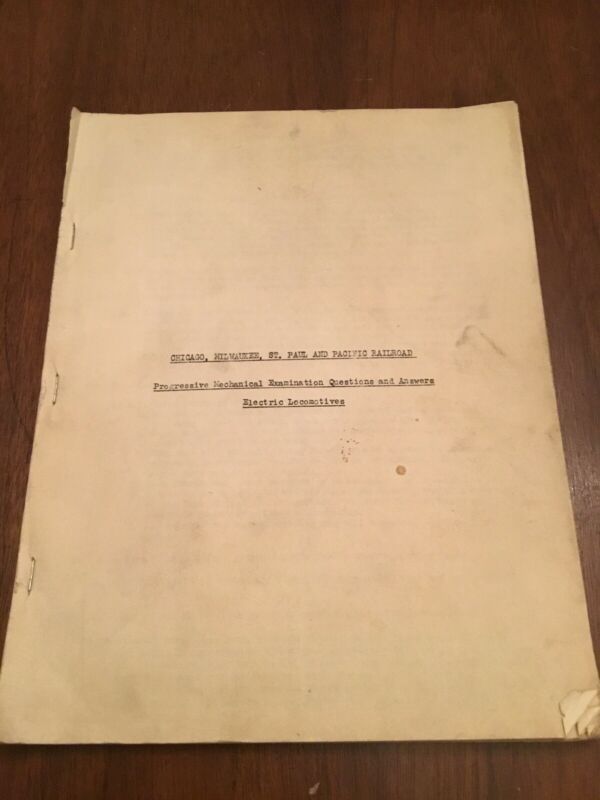 CHICAGO, MILWAUKEE, ST. PAUL AND PACIFIC RAILROAD
Progressive Mechanical Examination Questions and Answers
Electric Locomotives